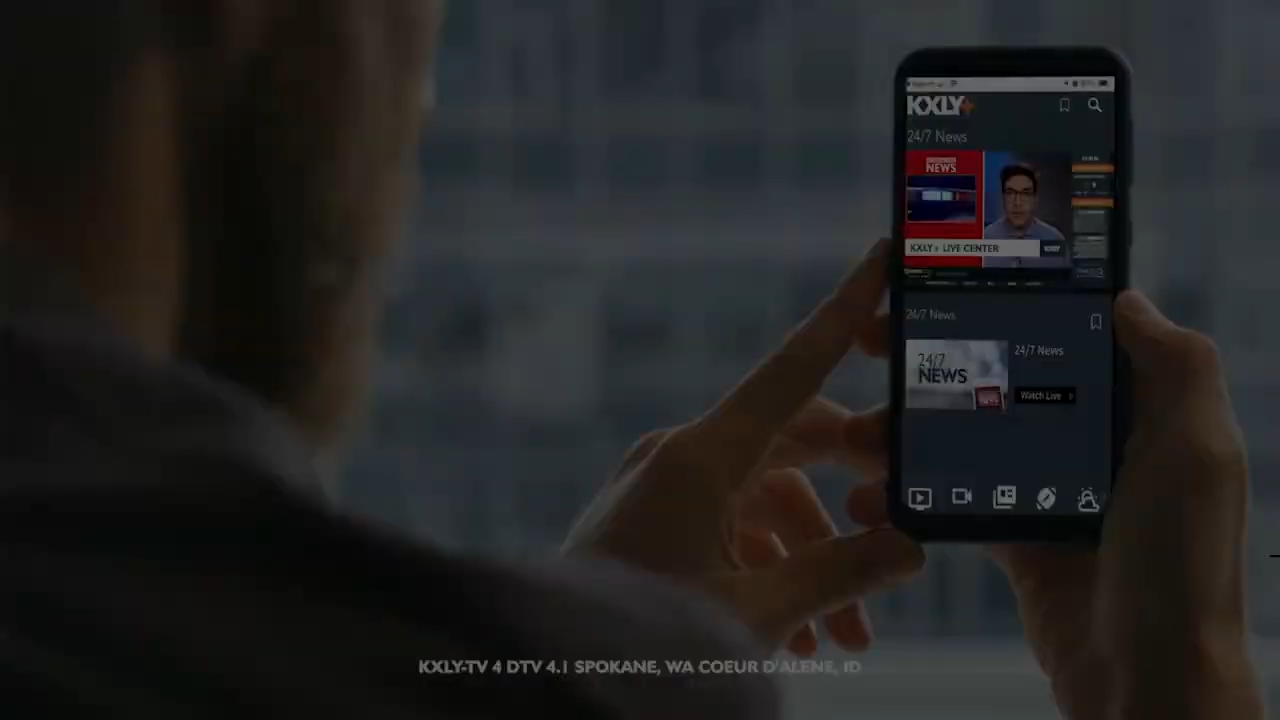 KXLY+
24/7 News
NEWS
KXLY+ LIVE CENTER
KXLY
24/7 News
24/7
NEWS
24/7 News
Watch Live
KXLY-TV 4 DTV 4.1 SPOKANE, WA COEUR D'ALENE, ID